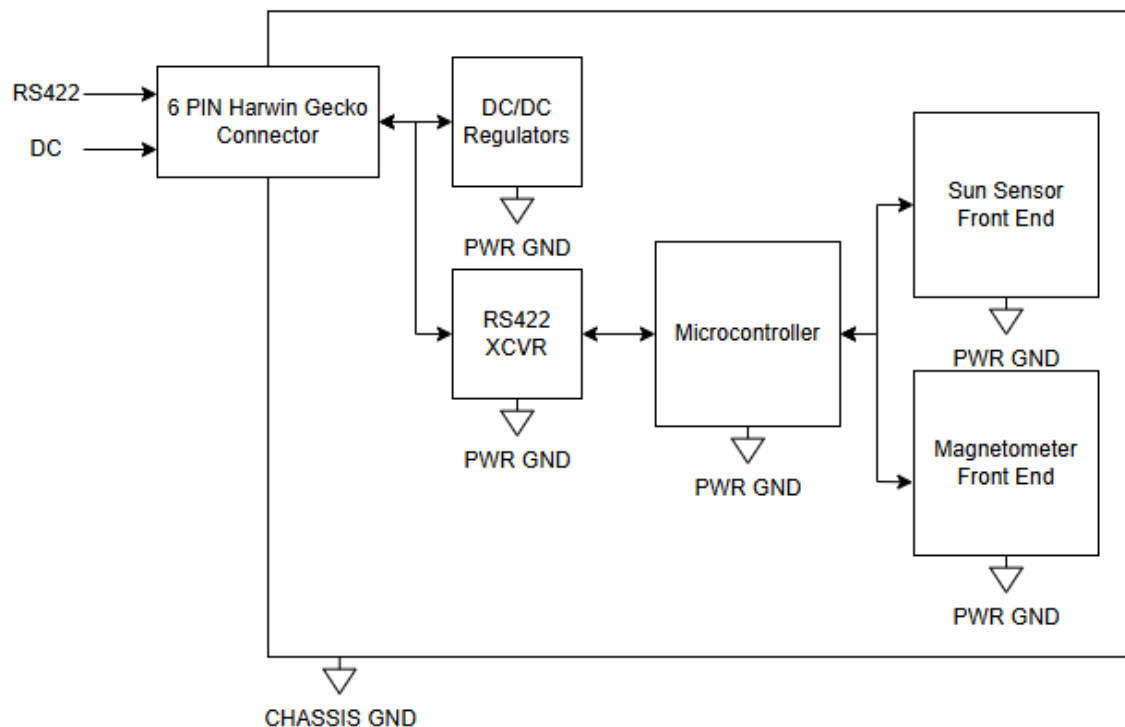 RS422
DC
6 PIN Harwin Gecko
Connector
DC/DC
Regulators
PWR GND
RS422
XCVR
PWR GND
Microcontroller
PWR GND
Sun Sensor
Front End
PWR GND
Magnetometer
Front End
PWR GND
CHASSIS GND